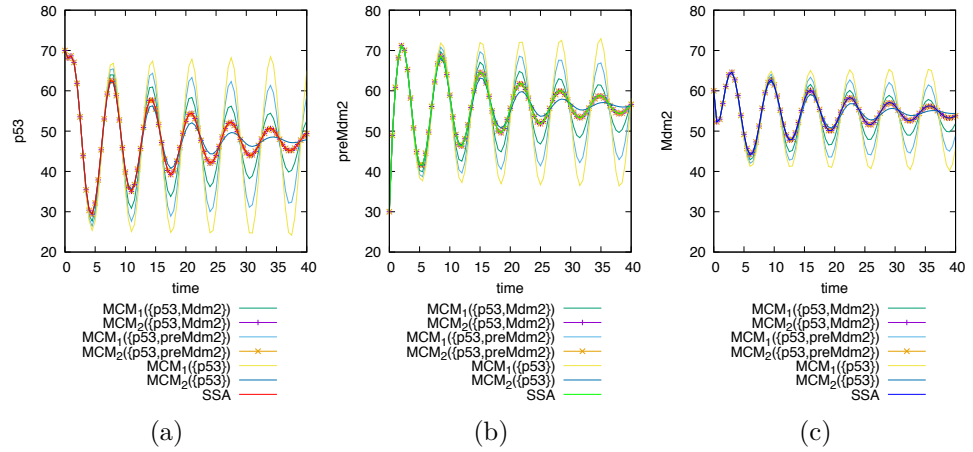 80
70
60
50
40
30
20
p53
0 5 10 15 20 25 30 35 40
time
MCM1({p53,Mdm2})
MCM2({p53,Mdm2})
MCM1({p53,preMdm2})
MCM2({p53,preMdm2})
MCM1({p53})
MCM2({p53})
SSA
(a)
80
70
60
50
40
30
20
preMdm2
0 5 10 15 20 25 30 35 40
time
MCM1({p53,Mdm2})
MCM2({p53,Mdm2})
MCM1({p53,preMdm2})
MCM2({p53,preMdm2})
MCM1({p53})
MCM2({p53})
SSA
(b)
80
70
60
50
40
30
20
Mdm2
0 5 10 15 20 25 30 35 40
time
MCM1({p53,Mdm2})
MCM2({p53,Mdm2})
MCM1({p53,preMdm2})
MCM2({p53,preMdm2})
MCM1({p53})
MCM2({p53})
SSA
(c)